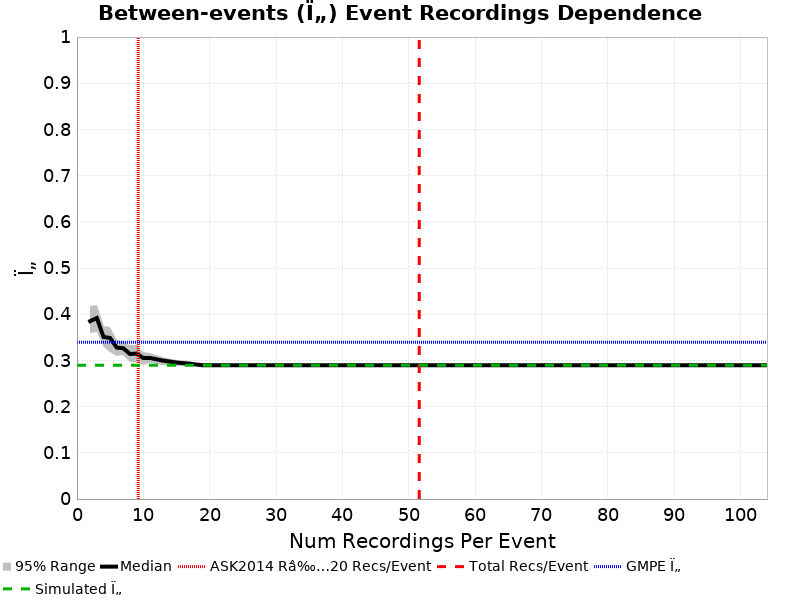 Between-events (Ï„) Event Recordings Dependence
1
0.9
0.8
0.7
0.6
0.5
0.4
0.3
0.2
0.1
0
Ï„
0 10 20 30 40 50 60 70 80 90 100
Num Recordings Per Event
95% Range Median ASK2014 Râ‰…20 Recs/Event Total Recs/Event GMPE Ï„
Simulated Ï„